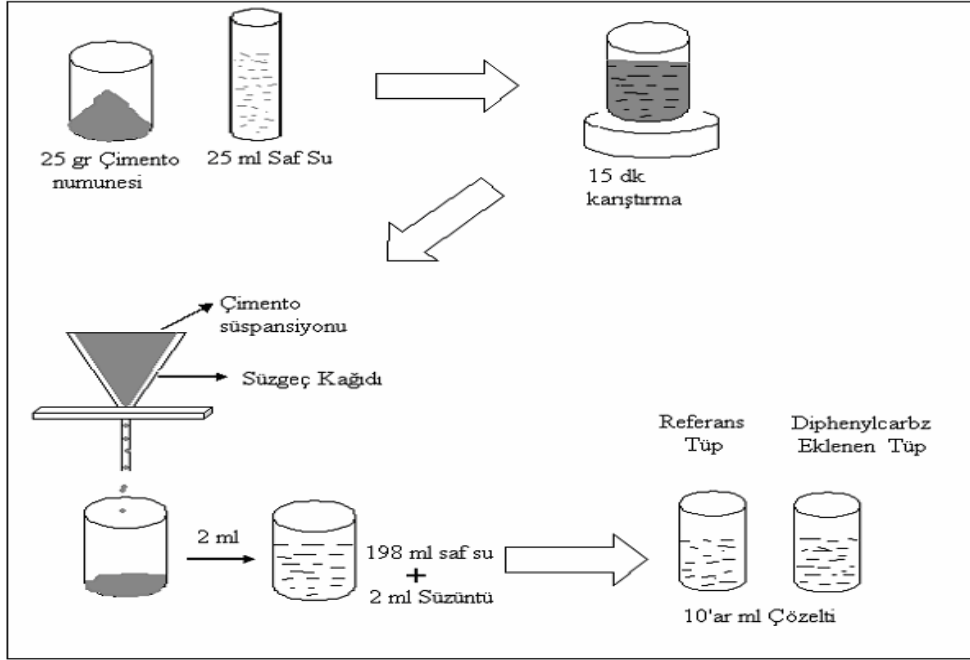 25 gr Çimento
numunesi
25 ml Saf Su
15 dk
karıştırma
Çimento
süspansiyonu
Süzgeç Kağıdı
2 ml
198 ml saf su
+
2 ml Süzüntü
Referans
Tüp
Diphenylcarbz
Eklenen Tüp
10'ar ml Çözelti